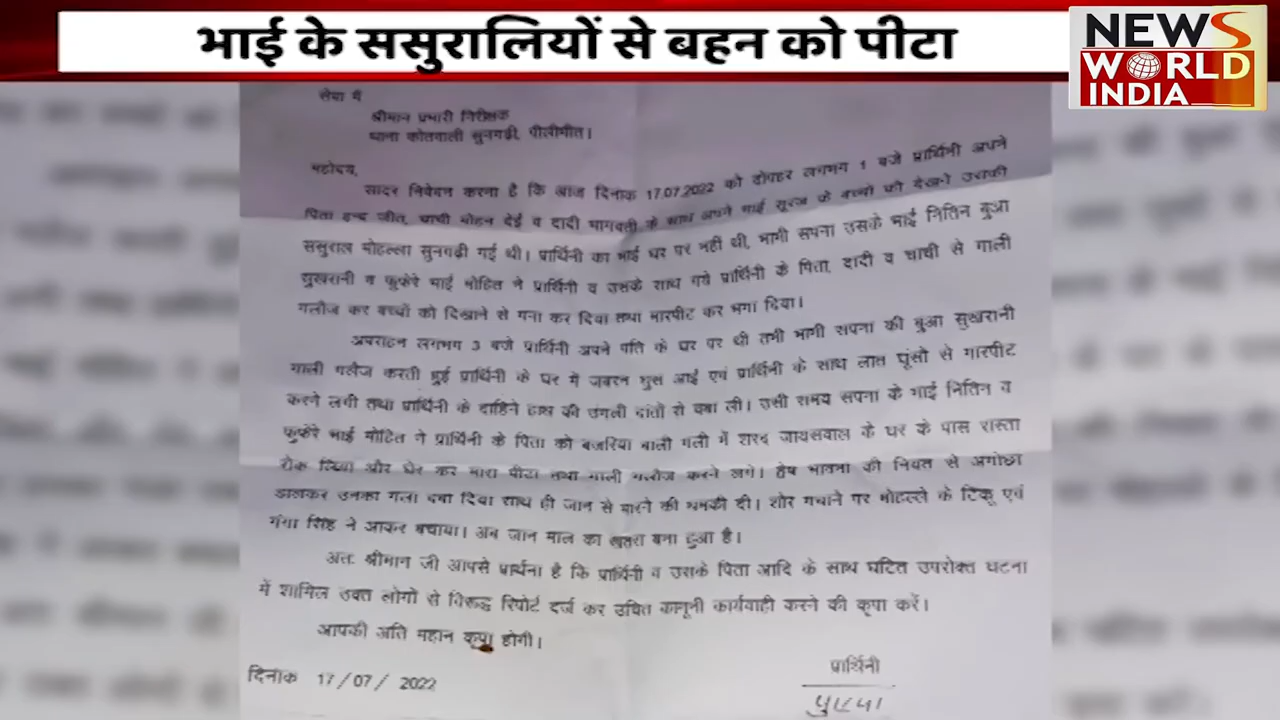 भाई के ससुरालियों से बहन को पीटा
NEWS
WORLD
INDIA
सेवा में
श्रीमान प्रभारी निरीक्षक
थाना कोतवाली सुनगढ़ी, पीलीभीत।
महोदय,
सादर निवेदन करना है कि आज दिनांक 17.07.2022 को दोपहर लगभग 1 बजे प्रार्थिनी अपने
पिता इन्द्र जीत, चाची मोहन देई व दादी भागवती के साथ अपने भाई सूरज के बच्चो को देखने उसकी
ससुराल मोहल्ला सुनगढ़ी गई थी। प्रार्थिनी का भाई घर पर नहीं थी, भाभी सपना उसके भाई नितिन बुआ
सुखरानी व फुफेरे भाई मोहित ने प्रार्थिनी व उसके साथ गये प्रार्थिनी के पिता, दादी व चाची से गाली
गलौज कर बच्चों को दिखाने से मना कर दिया तथा मारपीट कर भगा दिया।
अपराहन लगभग 3 बजे प्रार्थिनी अपने पति के घर पर थी तभी भाभी सपना की बुआ सुखरानी
गाली गलौज करती हुई प्रार्थिनी के घर में जबरन घुस आई एवं प्रार्थिनी के साथ लात घूंसो से मारपीट
करने लगी तथा प्रार्थिनी के दाहिने हाथ की उंगली दांतों से चबा ली। उसी समय सपना के भाई नितिन व
फुफेरे भाई मोहित ने प्रार्थिनी के पिता को बजरिया वाली गली में शरद जायसवाल के घर के पास रास्ता
रोक लिया और घेर कर मारा पीटा तथा गाली गलौज करने लगे। द्वेष भावना की नियत से अगोछा
डालकर उनका गला दबा दिया साथ ही जान से मारने की धमकी दी। शोर मचाने पर मोहल्ले के टिंकू एवं
गंगा सिंह ने आकर बचाया। अब जान माल का खतरा बना हुआ है।
अतः श्रीमान जी आपसे प्रार्थना है कि प्रार्थिनी व उसके पिता आदि के साथ घटित उपरोक्त घटना
में शामिल उक्त लोगों से विरूद्ध रिपोर्ट दर्ज कर उचित कानूनी कार्यवाही करने की कृपा करें।
आपकी अति महान कृपा होगी।
दिनांक 17/07/2022
प्रार्थिनी